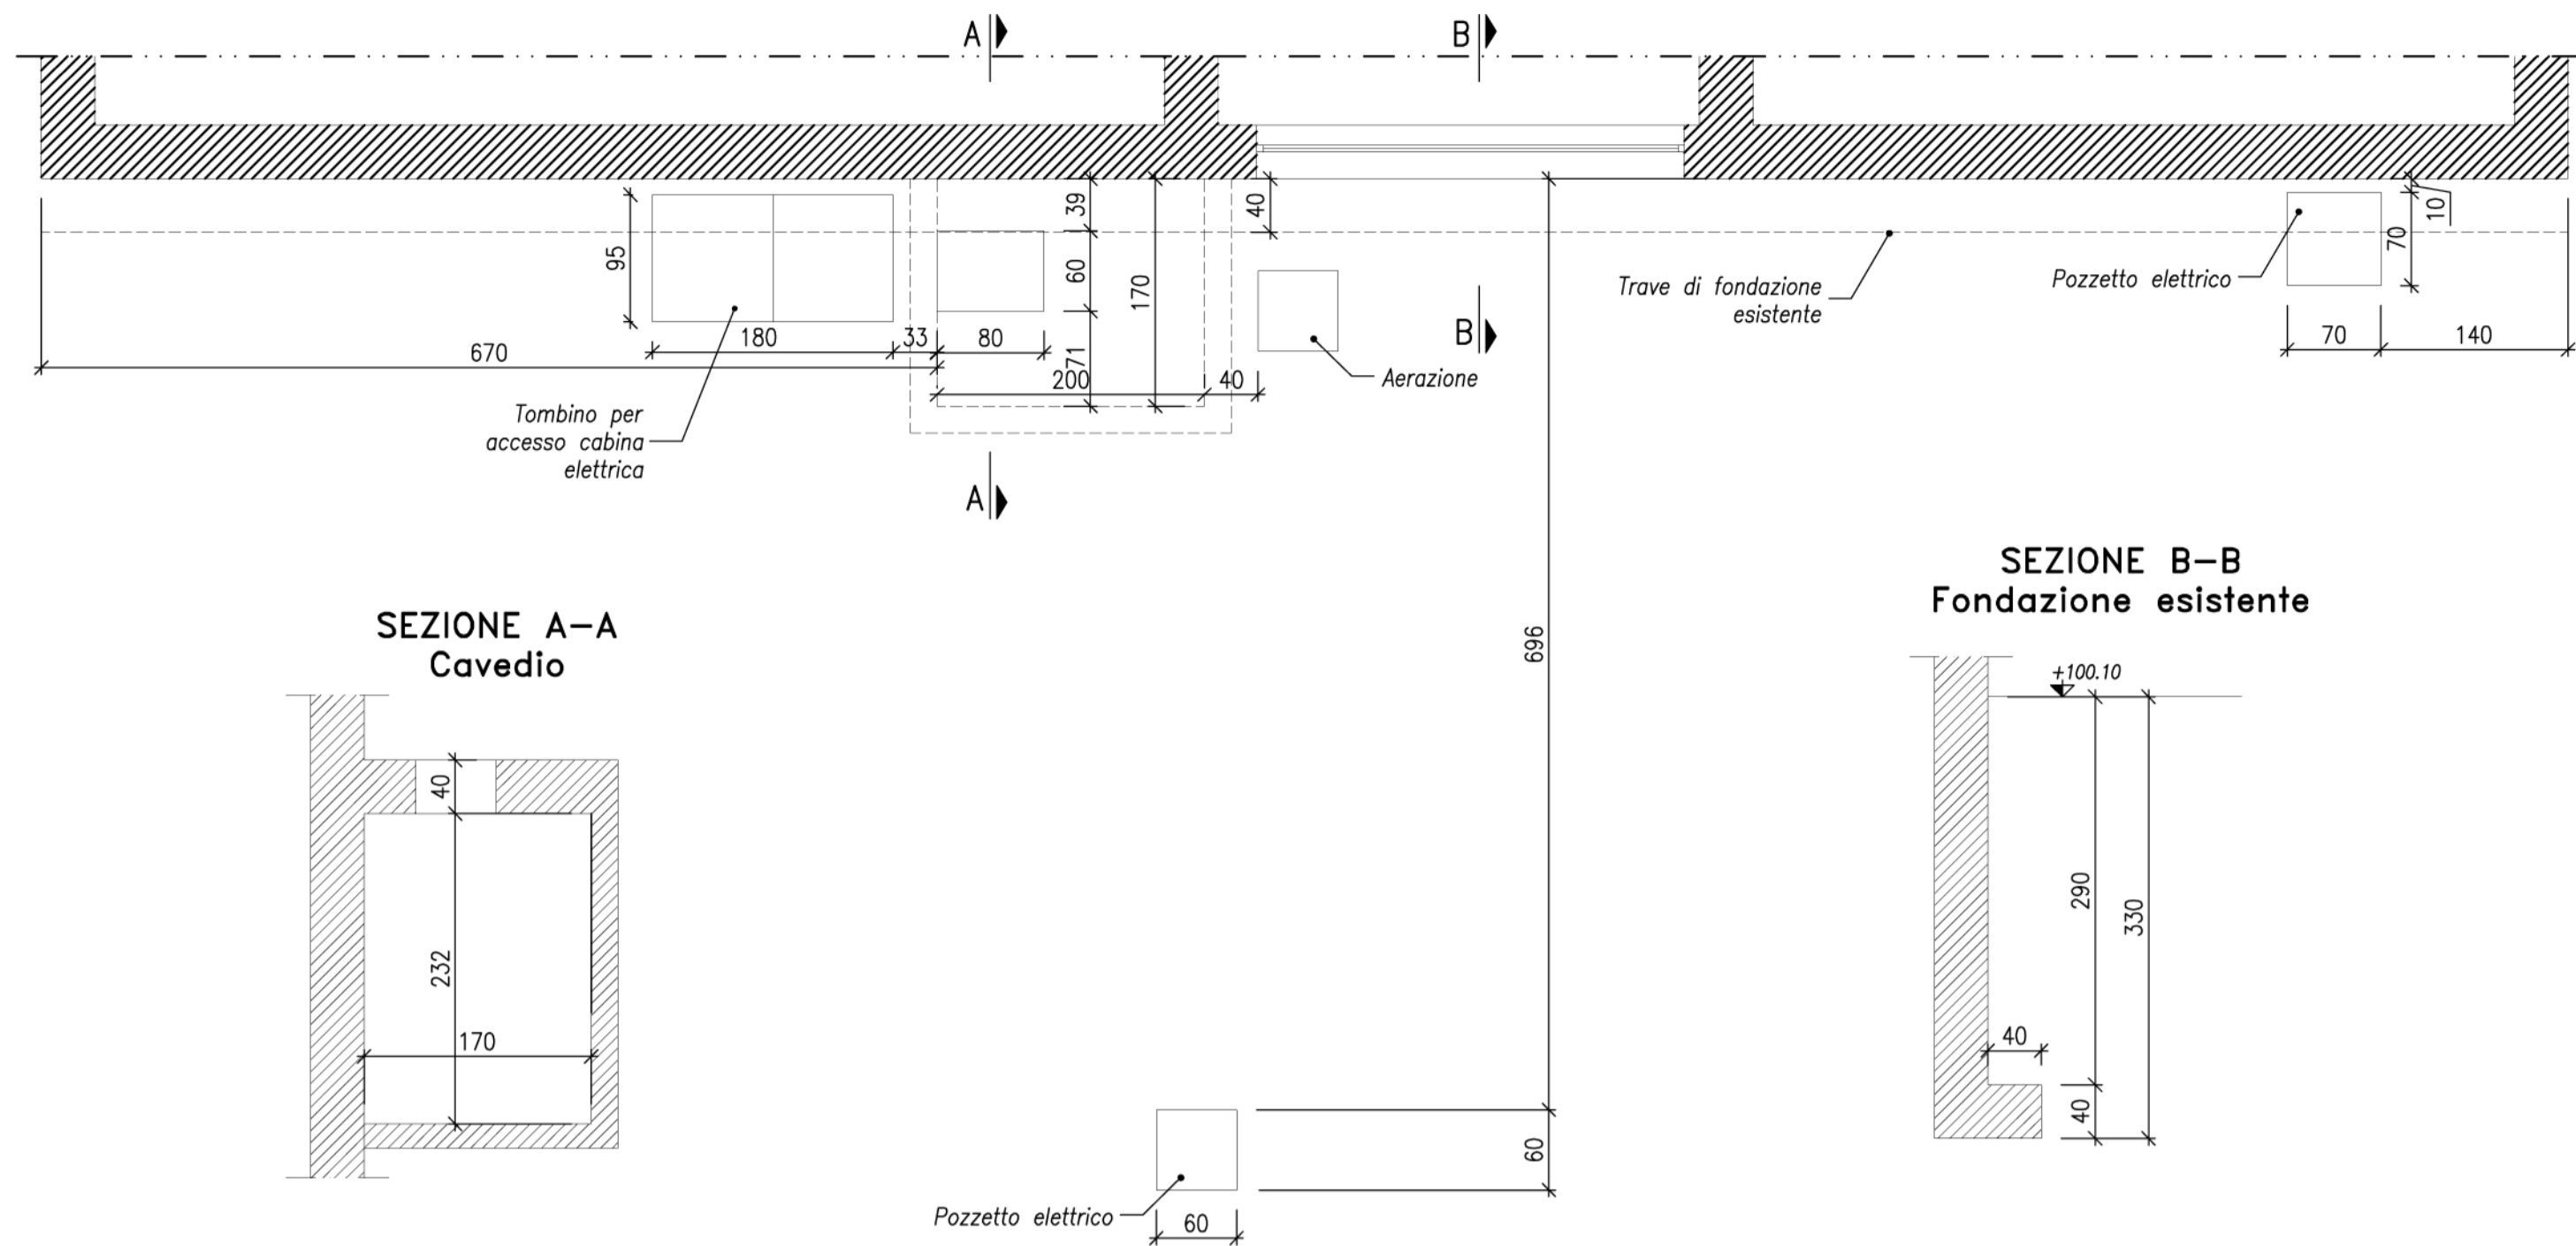 A
B
39
40
10
95
60
170
70
B
Trave di fondazione
esistente
Pozzetto elettrico
180
33
80
71
670
200
40
Aerazione
70
140
Tombino per
accesso cabina
elettrica
A
SEZIONE A-A
Cavedio
40
232
170
696
60
Pozzetto elettrico
60
SEZIONE B-B
Fondazione esistente
+100.10
290
330
40
40